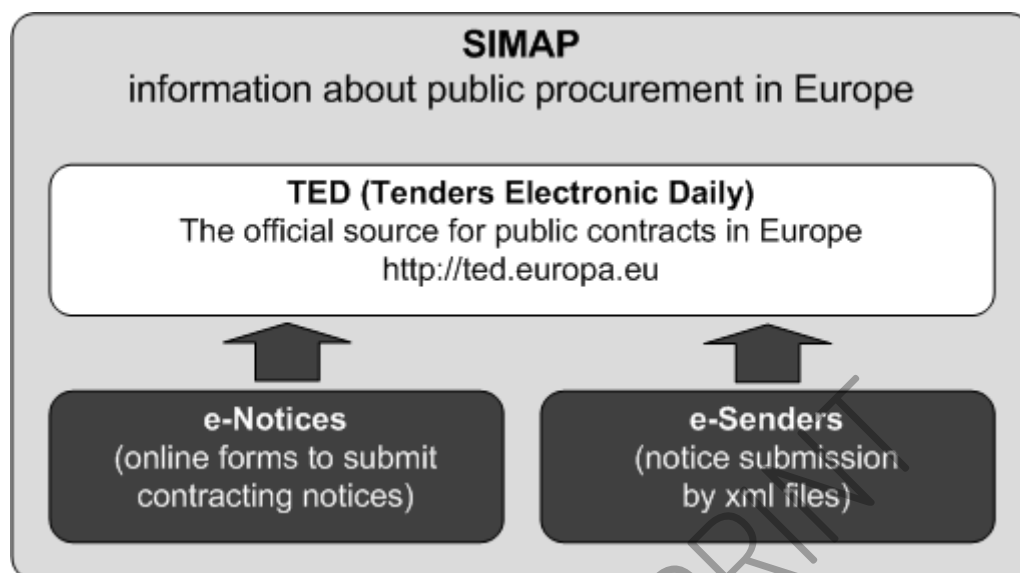 SIMAP
information about public procurement in Europe
TED (Tenders Electronic Daily)
The official source for public contracts in Europe
http://ted.europa.eu
e-Notices
(online forms to submit
contracting notices)
e-Senders
(notice submission
by xml files)
RINT